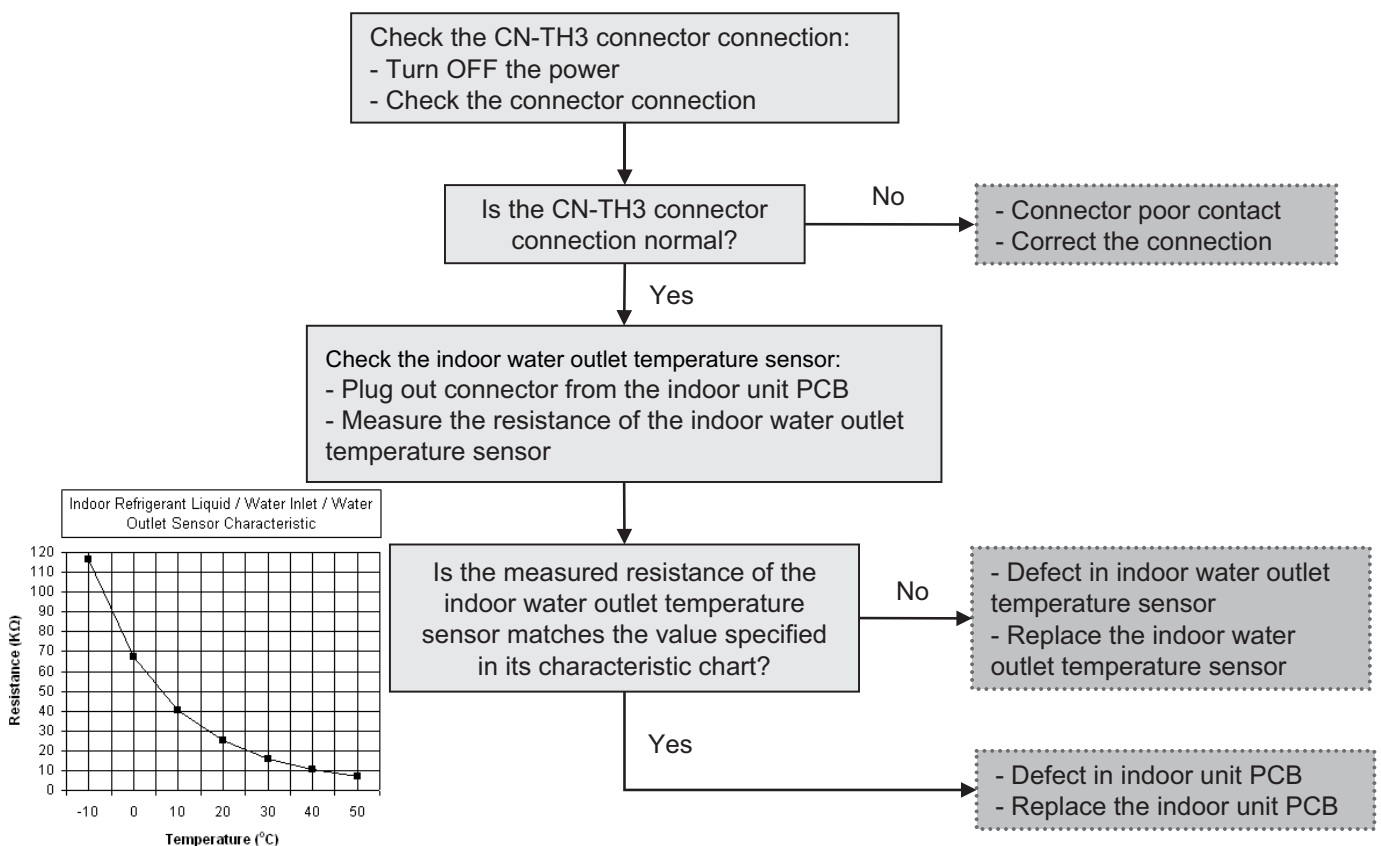 Check the CN-TH3 connector connection:
- Turn OFF the power
- Check the connector connection
Is the CN-TH3 connector
connection normal?
No
- Connector poor contact
- Correct the connection
Yes
Check the indoor water outlet temperature sensor:
- Plug out connector from the indoor unit PCB
- Measure the resistance of the indoor water outlet
temperature sensor
Indoor Refrigerant Liquid / Water Inlet / Water
Outlet Sensor Characteristic
120
110
100
90
80
70
60
50
40
30
20
10
0
Resistance (KΩ)
-10 0 10 20 30 40 50
Temperature (°C)
Is the measured resistance of the
indoor water outlet temperature
sensor matches the value specified
in its characteristic chart?
No
- Defect in indoor water outlet
temperature sensor
- Replace the indoor water
outlet temperature sensor
Yes
- Defect in indoor unit PCB
- Replace the indoor unit PCB